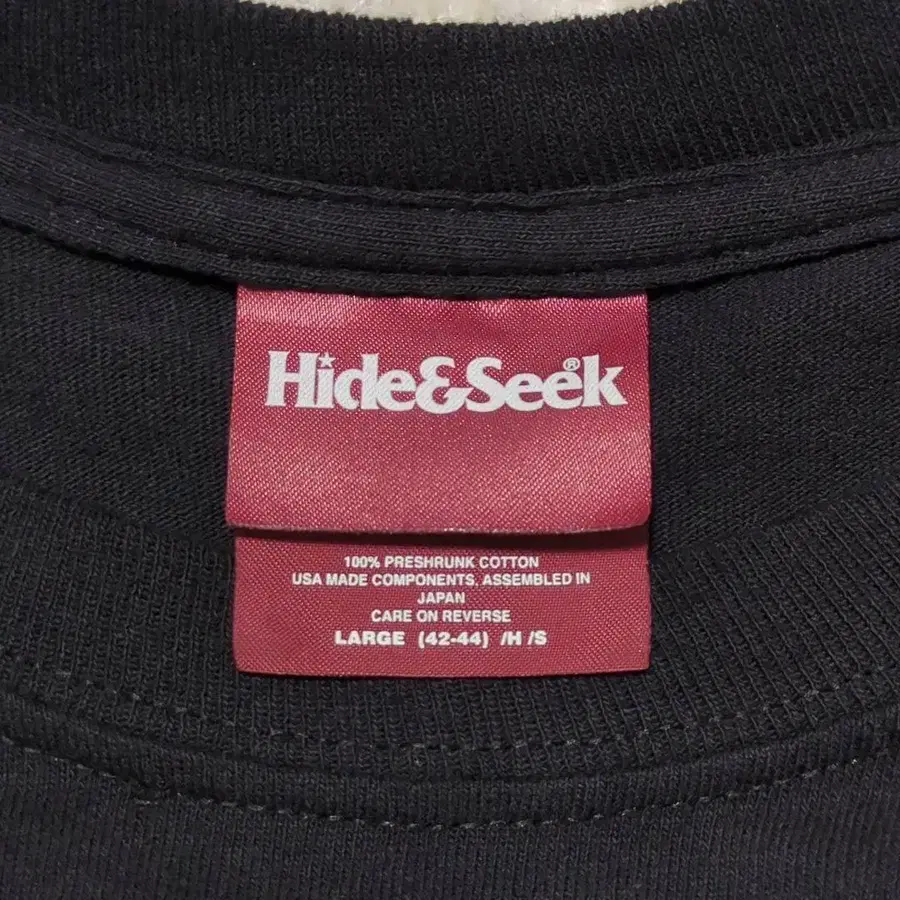 Hide&Seek®
100% PRESHRUNK COTTON
USA MADE COMPONENTS, ASSEMBLED IN
JAPAN
CARE ON REVERSE
LARGE (42-44) /H /S